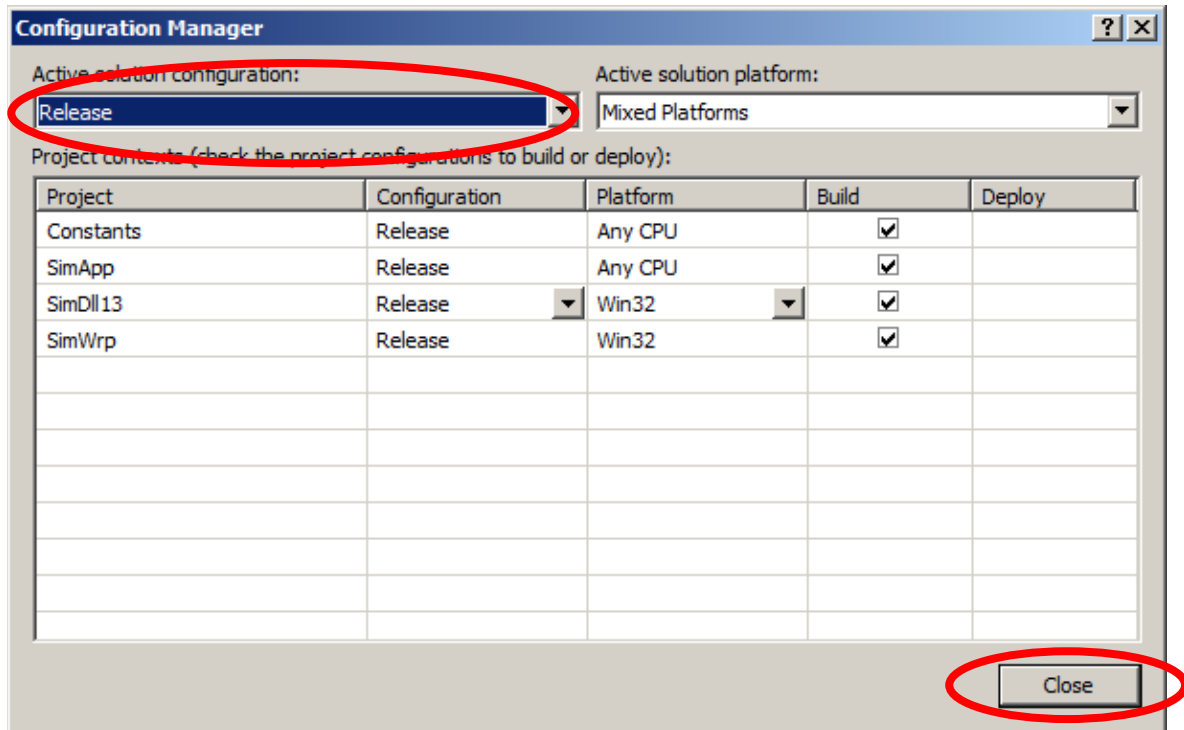 Configuration Manager
Active solution configuration: Active solution platform:
Release Mixed Platforms
Project contexts (check the project configurations to build or deploy):
Project Configuration Platform Build Deploy
Constants Release Any CPU
SimApp Release Any CPU
SimDll13 Release Win32
SimWrp Release Win32
Close